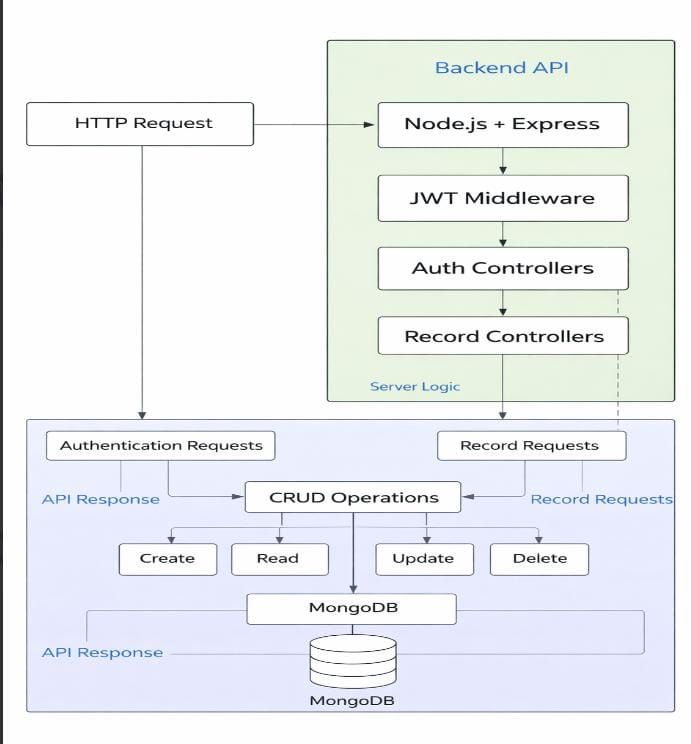 Backend API
HTTP Request
Node.js + Express
JWT Middleware
Auth Controllers
Record Controllers
Server Logic
Authentication Requests
Record Requests
API Response
CRUD Operations
Record Requests
Create
Read
Update
Delete
MongoDB
API Response
MongoDB